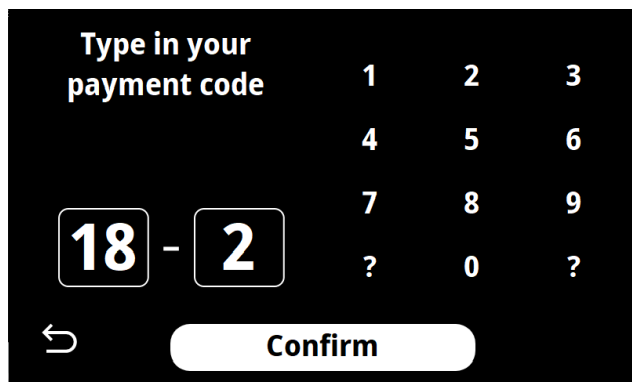 Type in your
payment code
1 2 3
4 5 6
7 8 9
? 0 ?
18 - 2
Confirm